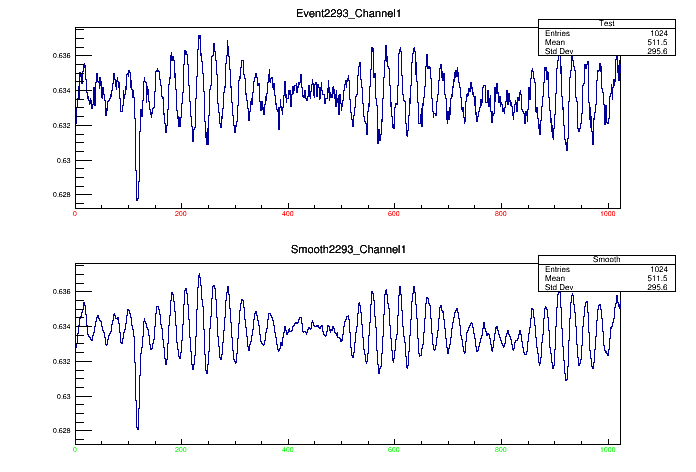 Event2293_Channel1
Test
Entries 1024
Mean 511.5
Std Dev 295.6
0.636
0.634
0.632
0.63
0.628
0 200 400 600 800 1000
Smooth2293_Channel1
Smooth
Entries 1024
Mean 511.5
Std Dev 295.6
0.636
0.634
0.632
0.63
0.628
0 200 400 600 800 1000